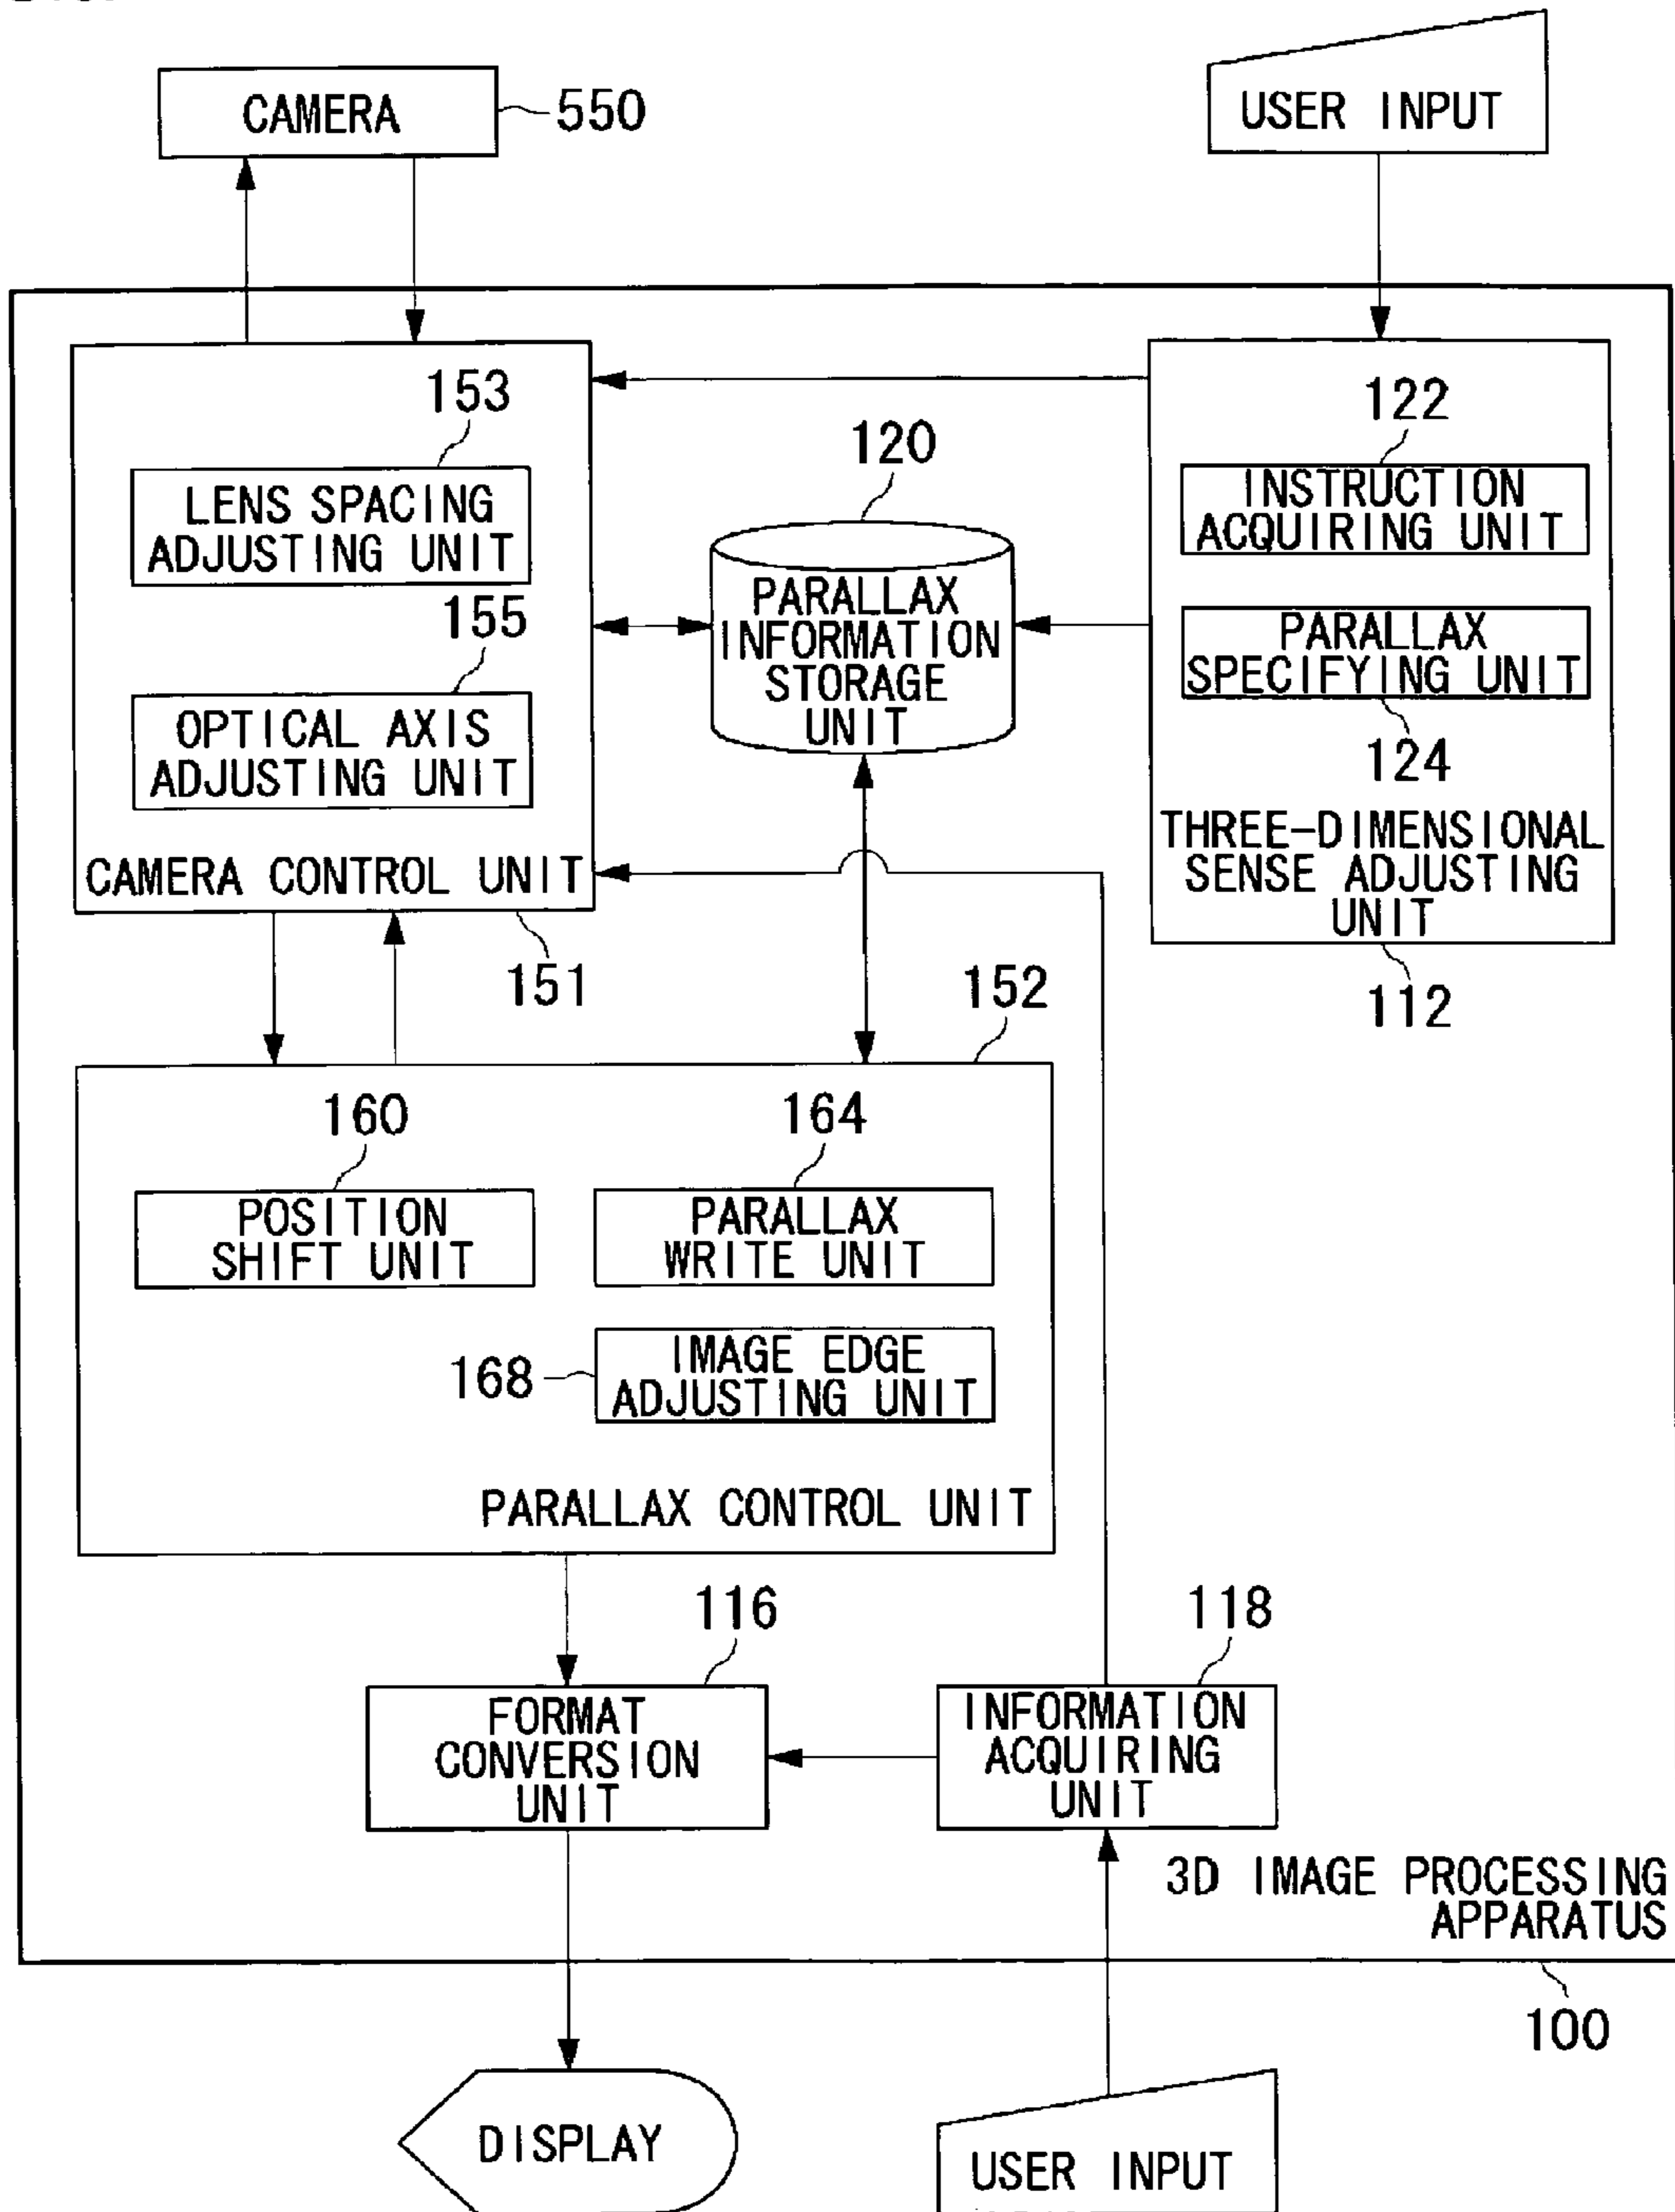 CAMERA
550
USER INPUT
153
LENS SPACING
ADJUSTING UNIT
155
OPTICAL AXIS
ADJUSTING UNIT
CAMERA CONTROL UNIT
151
120
PARALLAX
INFORMATION
STORAGE
UNIT
122
INSTRUCTION
ACQUIRING UNIT
PARALLAX
SPECIFYING UNIT
124
THREE-DIMENSIONAL
SENSE ADJUSTING
UNIT
112
152
160
POSITION
SHIFT UNIT
164
PARALLAX
WRITE UNIT
168
IMAGE EDGE
ADJUSTING UNIT
PARALLAX CONTROL UNIT
116
FORMAT
CONVERSION
UNIT
118
INFORMATION
ACQUIRING
UNIT
3D IMAGE PROCESSING
APPARATUS
100
DISPLAY
USER INPUT